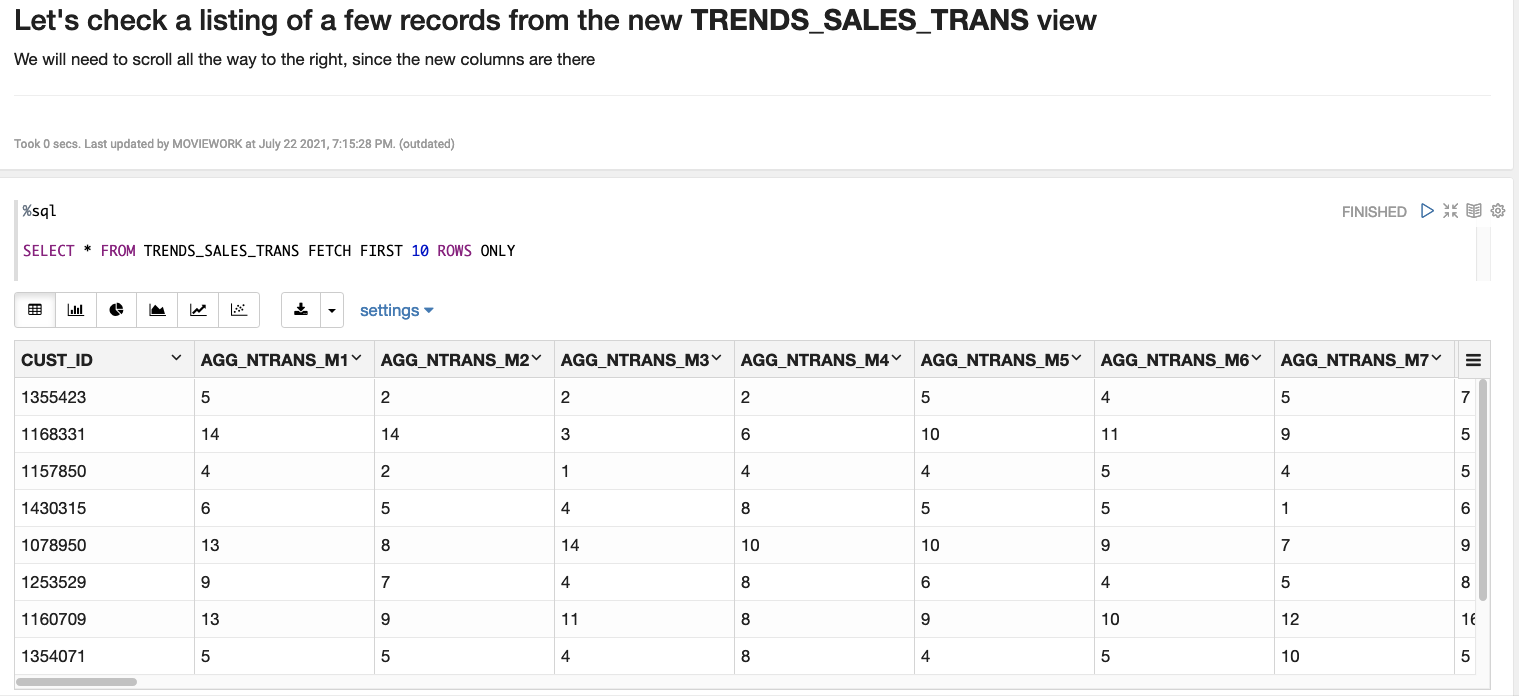 Let's check a listing of a few records from the new TRENDS_SALES_TRANS view
We will need to scroll all the way to the right, since the new columns are there
Took 0 secs. Last updated by MOVIEWORK at July 22 2021, 7:15:28 PM. (outdated)
%sql
FINISHED
SELECT * FROM TRENDS_SALES_TRANS FETCH FIRST 10 ROWS ONLY
settings
CUST_ID AGG_NTRANS_M1 AGG_NTRANS_M2 AGG_NTRANS_M3 AGG_NTRANS_M4 AGG_NTRANS_M5 AGG_NTRANS_M6 AGG_NTRANS_M7
1355423 5 2 2 2 5 4 5 7
1168331 14 14 3 6 10 11 9 5
1157850 4 2 1 4 4 5 4 5
1430315 6 5 4 8 5 5 1 6
1078950 13 8 14 10 10 9 7 9
1253529 9 7 4 8 6 4 5 8
1160709 13 9 11 8 9 10 12
1354071 5 5 4 8 4 5 10 5